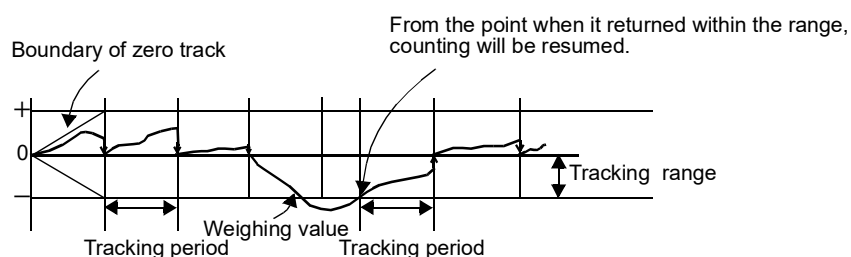 From the point when it returned within the range,
counting will be resumed.
Boundary of zero track
+
0
Tracking range
−
Weighing value
Tracking period
Tracking period